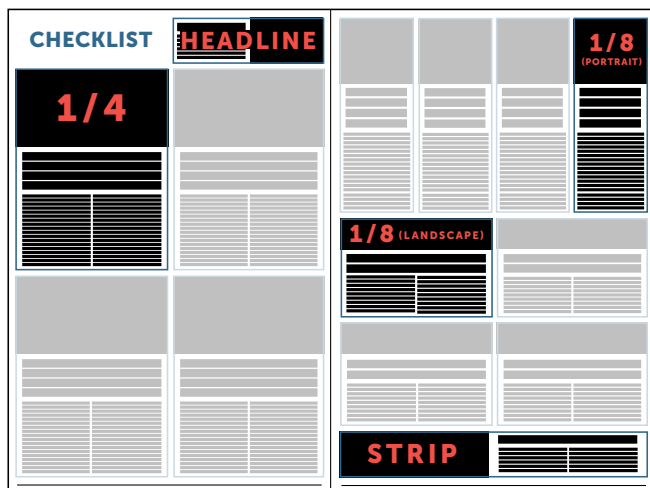 CHECKLIST
HEADLINE
1/4
1/8
(PORTRAIT)
1/8 (LANDSCAPE)
STRIP